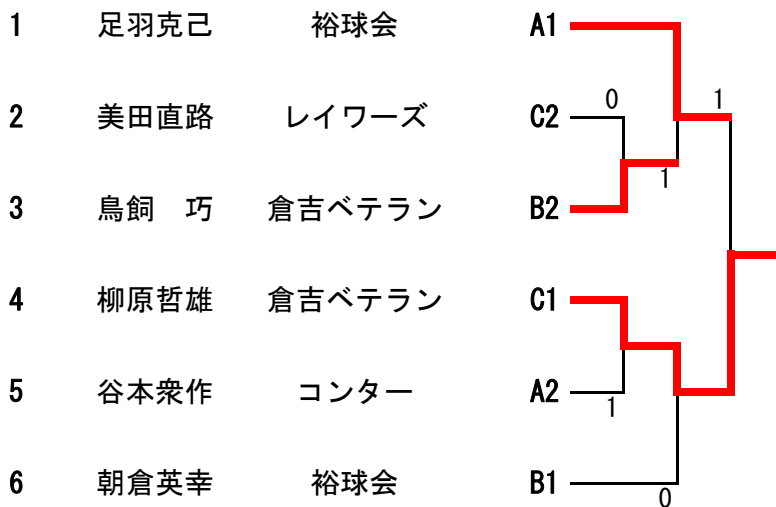 1 足羽克己 裕球会 A1
0 1
2 美田直路 レイワーズ C2
1
3 鳥飼 巧 倉吉ベテラン B2
4 柳原哲雄 倉吉ベテラン C1
5 谷本衆作 コンター A2
1
6 朝倉英幸 裕球会 B1
0